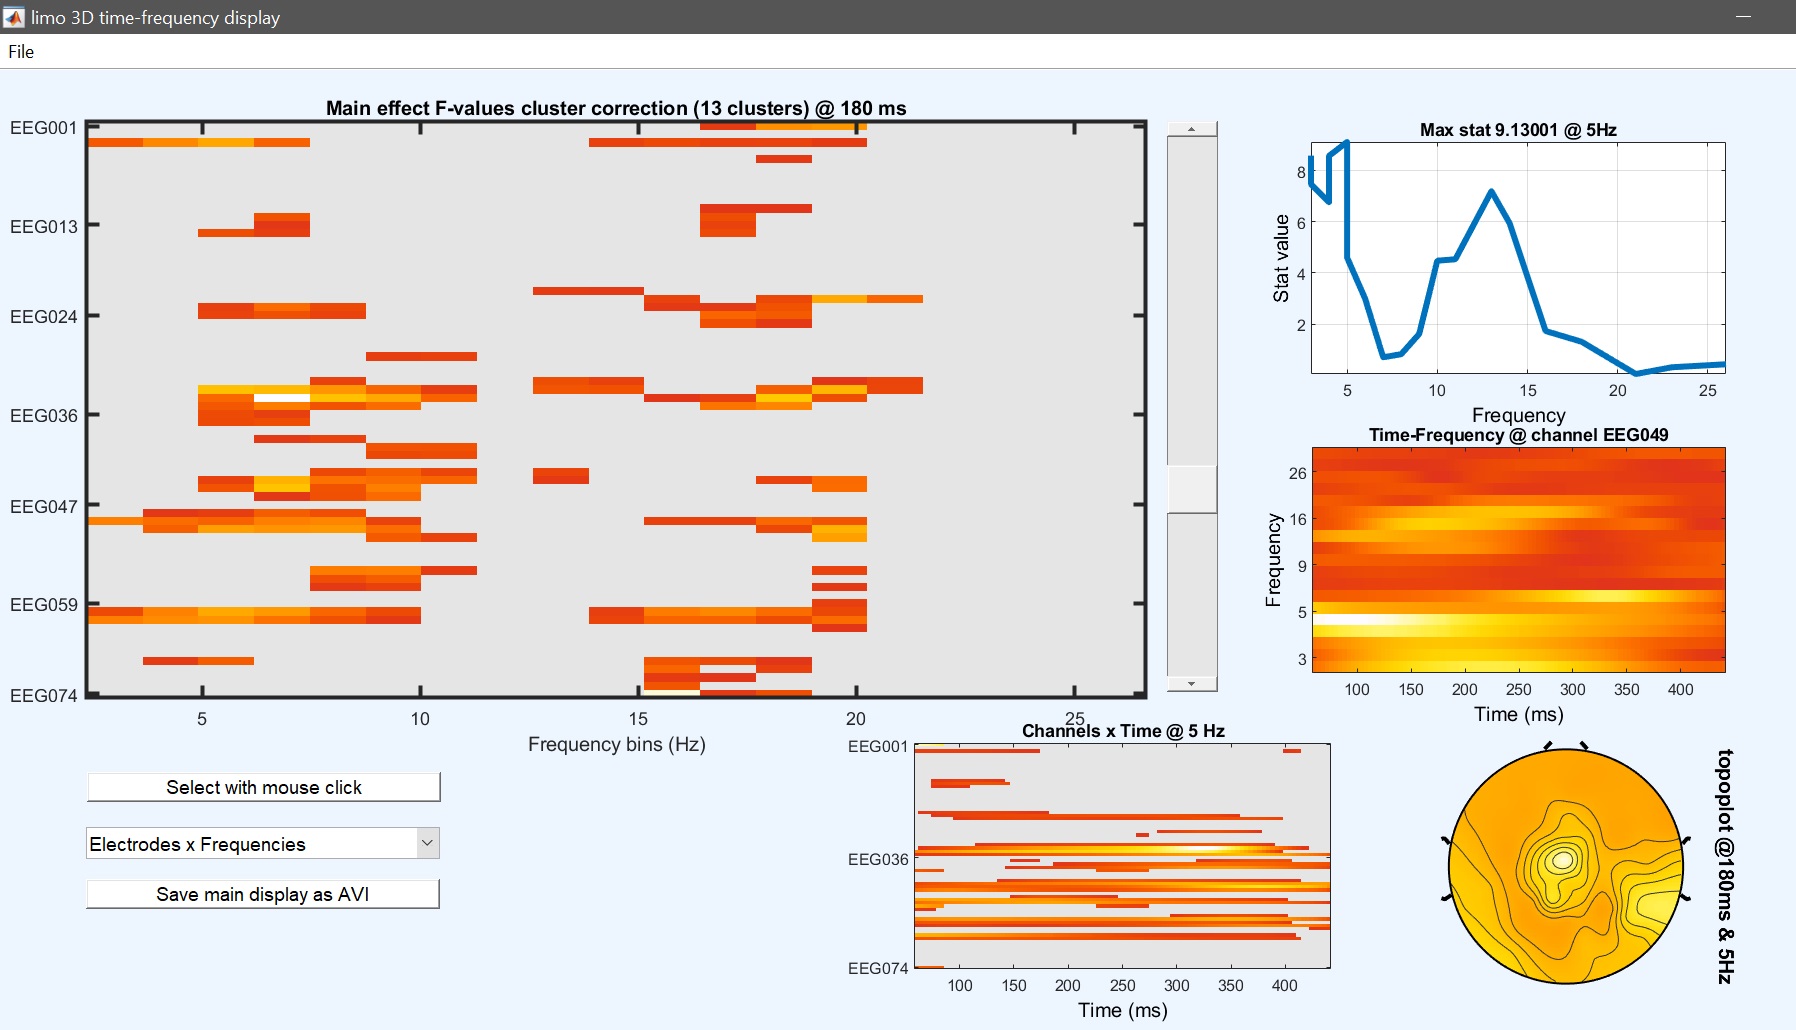 limo 3D time-frequency display
File
Main effect F-values cluster correction (13 clusters) @ 180 ms
EEG001
EEG013
EEG024
EEG036
EEG047
EEG059
EEG074
5 10 15 20 25
Frequency bins (Hz)
Max stat 9.13001 @ 5Hz
Stat value
8
6
4
2
5 10 15 20 25
Frequency
Time-Frequency @ channel EEG049
Frequency
26
16
9
5
3
100 150 200 250 300 350 400
Time (ms)
Select with mouse click
Electrodes x Frequencies
Save main display as AVI
Channels x Time @ 5 Hz
EEG001
EEG036
EEG074
100 150 200 250 300 350 400
Time (ms)
topoplot @180ms & 5Hz